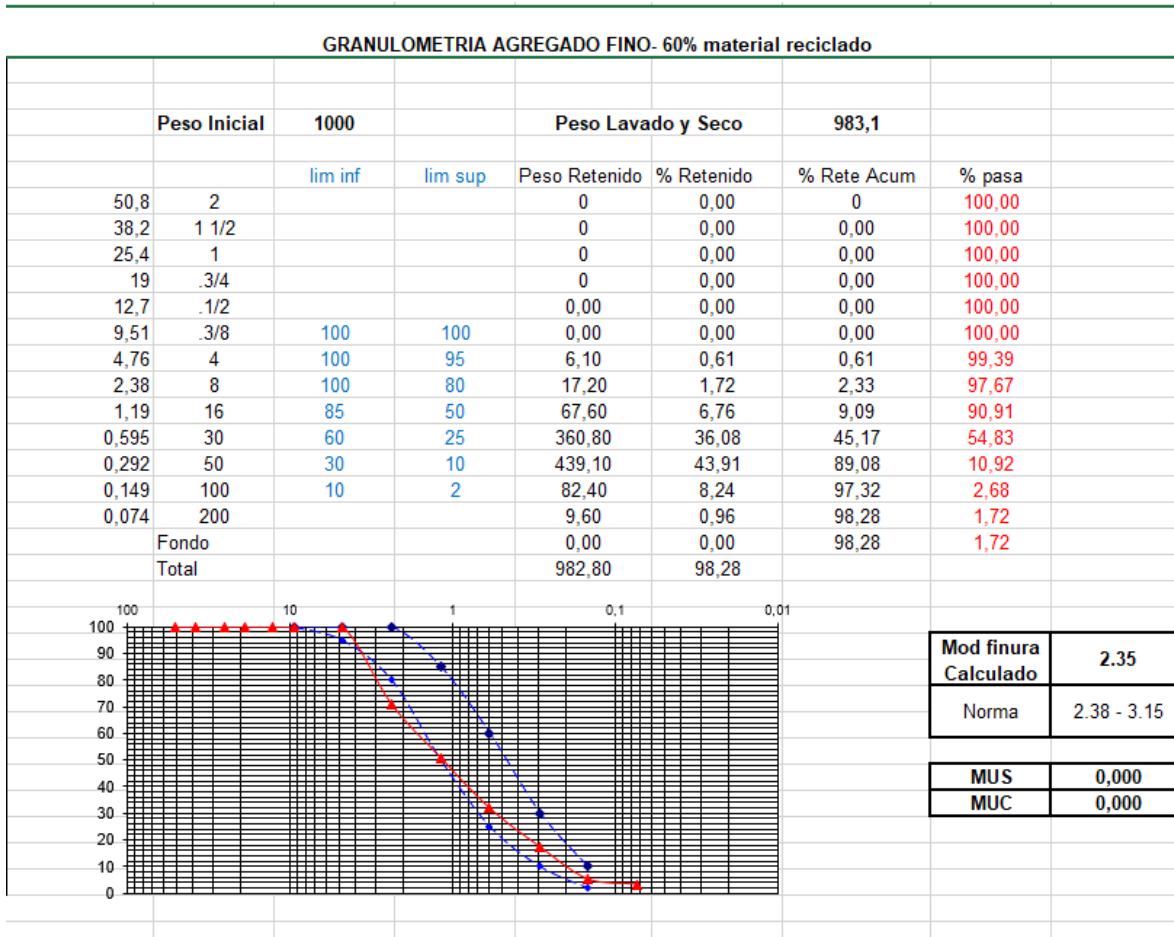 GRANULOMETRIA AGREGADO FINO- 60% material reciclado
Peso Inicial 1000 Peso Lavado y Seco 983,1
lim inf lim sup Peso Retenido % Retenido % Rete Acum % pasa
50,8 2 0 0,00 0 100,00
38,2 1 1/2 0 0,00 0,00 100,00
25,4 1 0 0,00 0,00 100,00
19 .3/4 0 0,00 0,00 100,00
12,7 .1/2 0,00 0,00 0,00 100,00
9,51 .3/8 100 100 0,00 0,00 0,00 100,00
4,76 4 100 95 6,10 0,61 0,61 99,39
2,38 8 100 80 17,20 1,72 2,33 97,67
1,19 16 85 50 67,60 6,76 9,09 90,91
0,595 30 60 25 360,80 36,08 45,17 54,83
0,292 50 30 10 439,10 43,91 89,08 10,92
0,149 100 10 2 82,40 8,24 97,32 2,68
0,074 200 9,60 0,96 98,28 1,72
Fondo 0,00 0,00 98,28 1,72
Total 982,80 98,28
100 10 1 0,1 0,01
100
90
80
70
60
50
40
30
20
10
0
Mod finura
Calculado 2.35
Norma 2.38 - 3.15
MUS 0,000
MUC 0,000